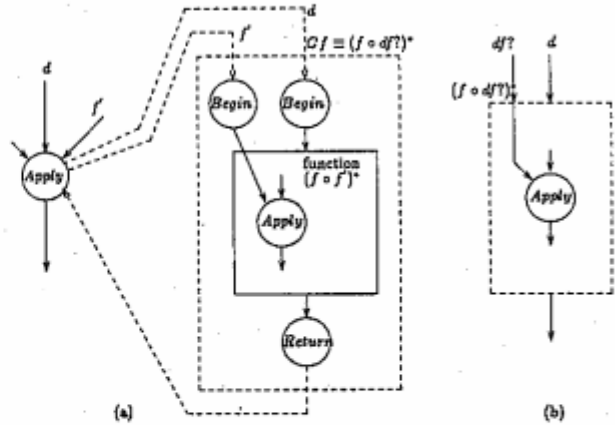 d
f'
Cf ≡ (f ∘ df?)*
df?
d
d
f'
Begin
Begin
(f ∘ df?)
function
(f ∘ f')*
Apply
Apply
Apply
Return
(a)
(b)